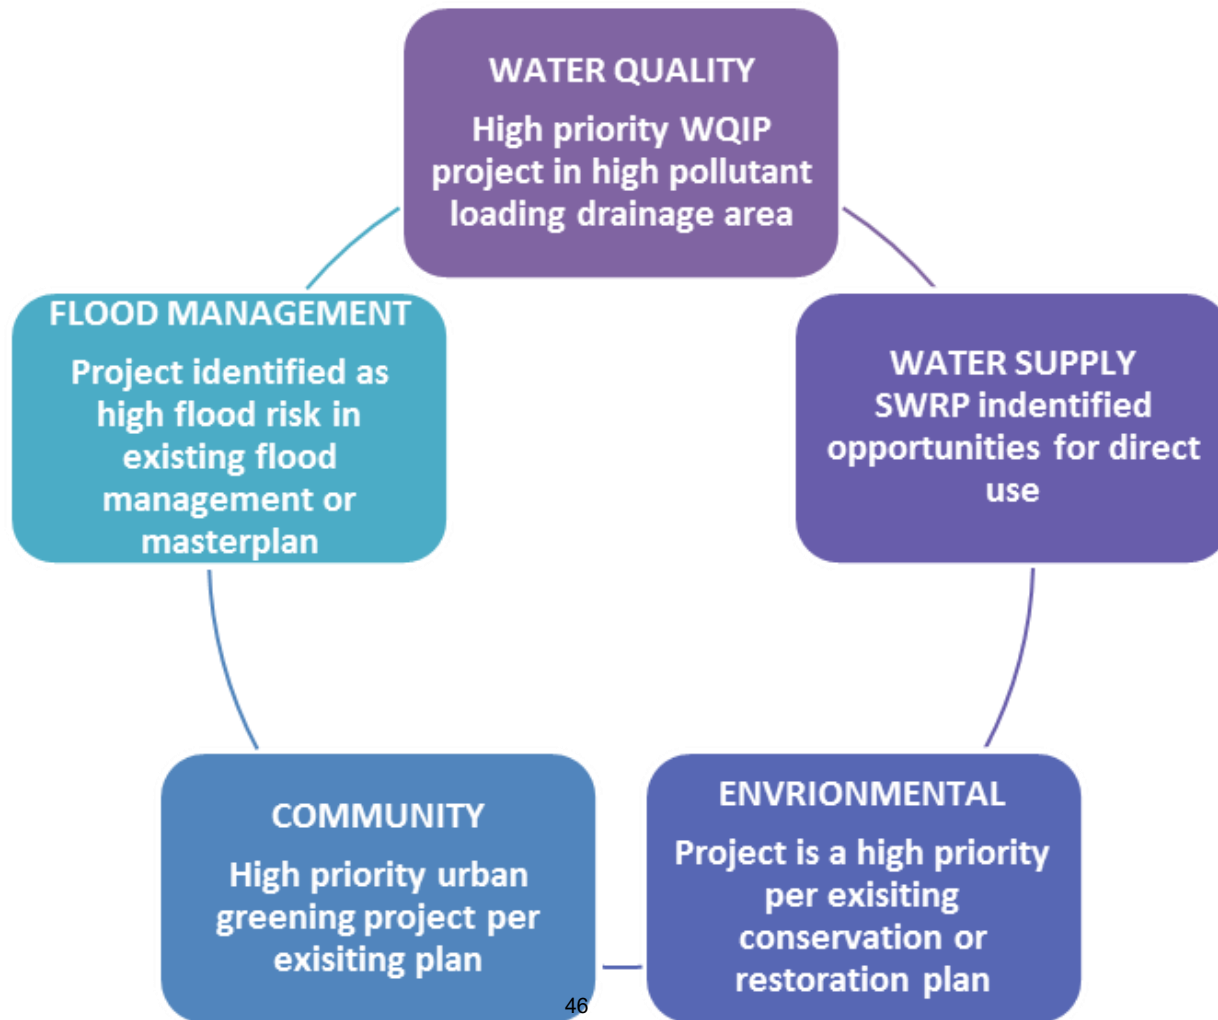 WATER QUALITY
High priority WQIP
project in high pollutant
loading drainage area
FLOOD MANAGEMENT
Project identified as
high flood risk in
existing flood
management or
masterplan
WATER SUPPLY
SWRP indentified
opportunities for direct
use
COMMUNITY
High priority urban
greening project per
exisiting plan
ENVRIONMENTAL
Project is a high priority
per exisiting
conservation or
restoration plan
46